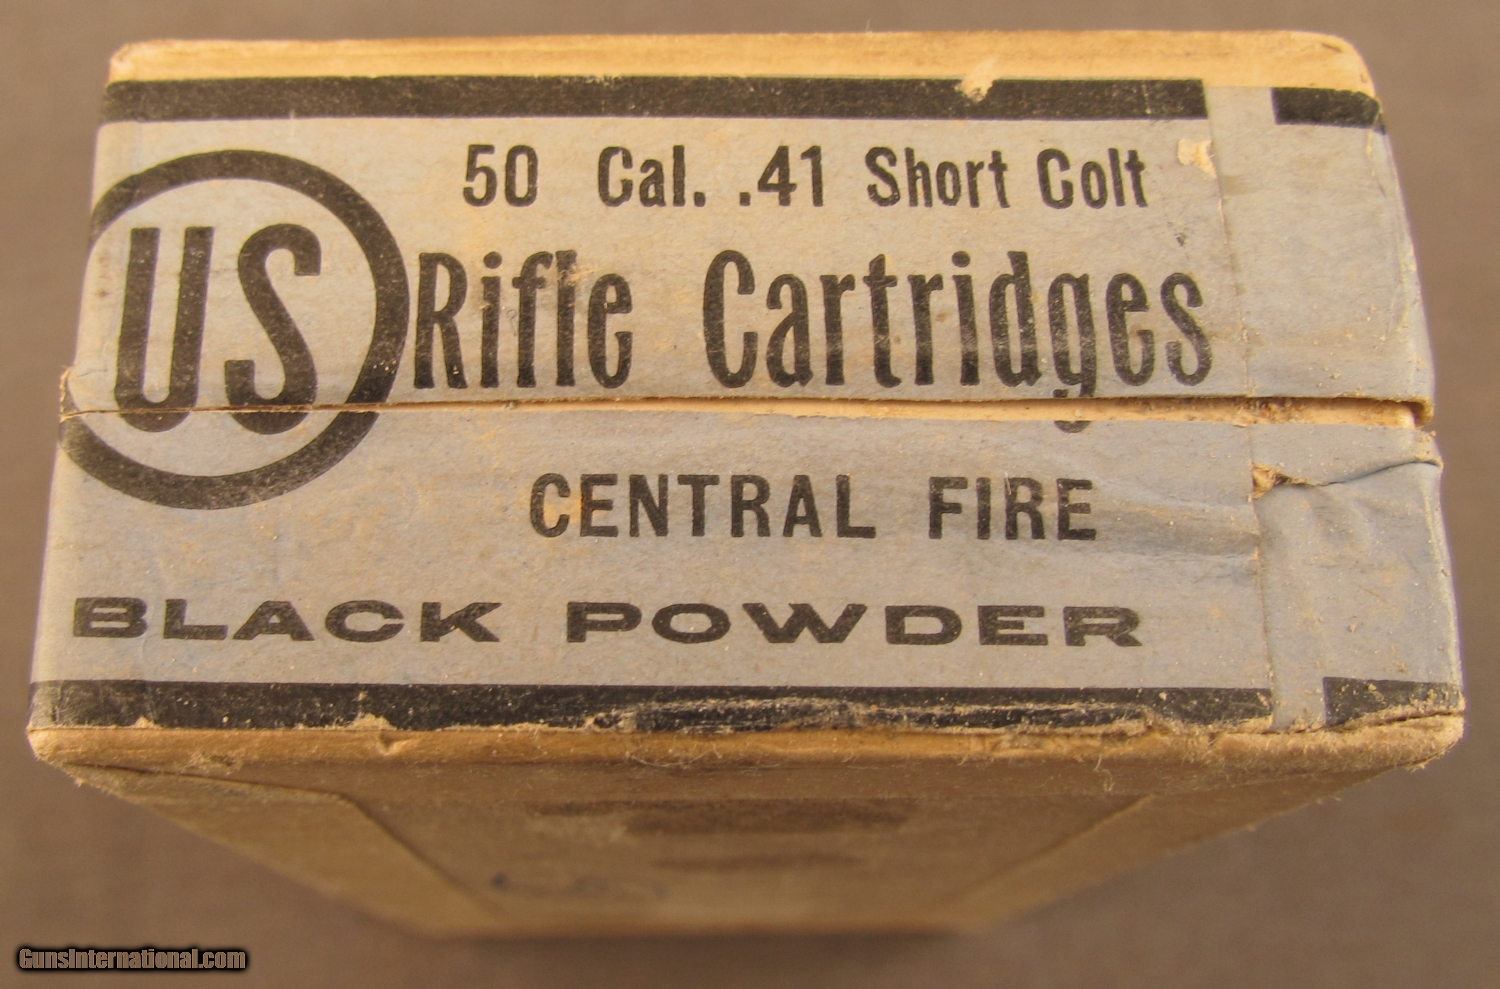 50 Cal. .41 Short Colt
US Rifle Cartridges
CENTRAL FIRE
BLACK POWDER
GunsInternational.com